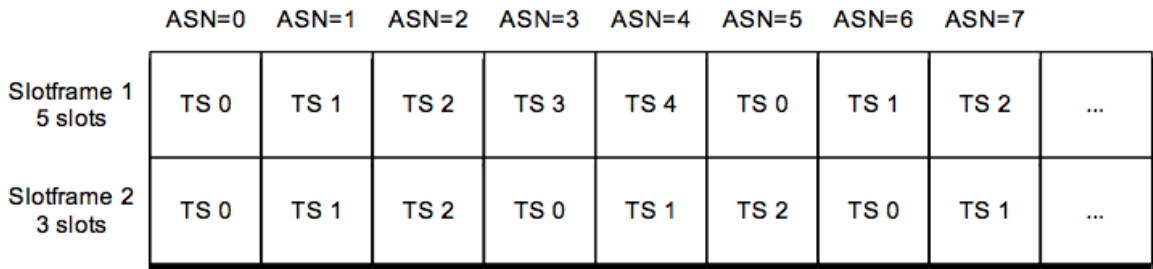 ASN=0 ASN=1 ASN=2 ASN=3 ASN=4 ASN=5 ASN=6 ASN=7
Slotframe 1
5 slots
TS 0 TS 1 TS 2 TS 3 TS 4 TS 0 TS 1 TS 2 ...
Slotframe 2
3 slots
TS 0 TS 1 TS 2 TS 0 TS 1 TS 2 TS 0 TS 1 ...